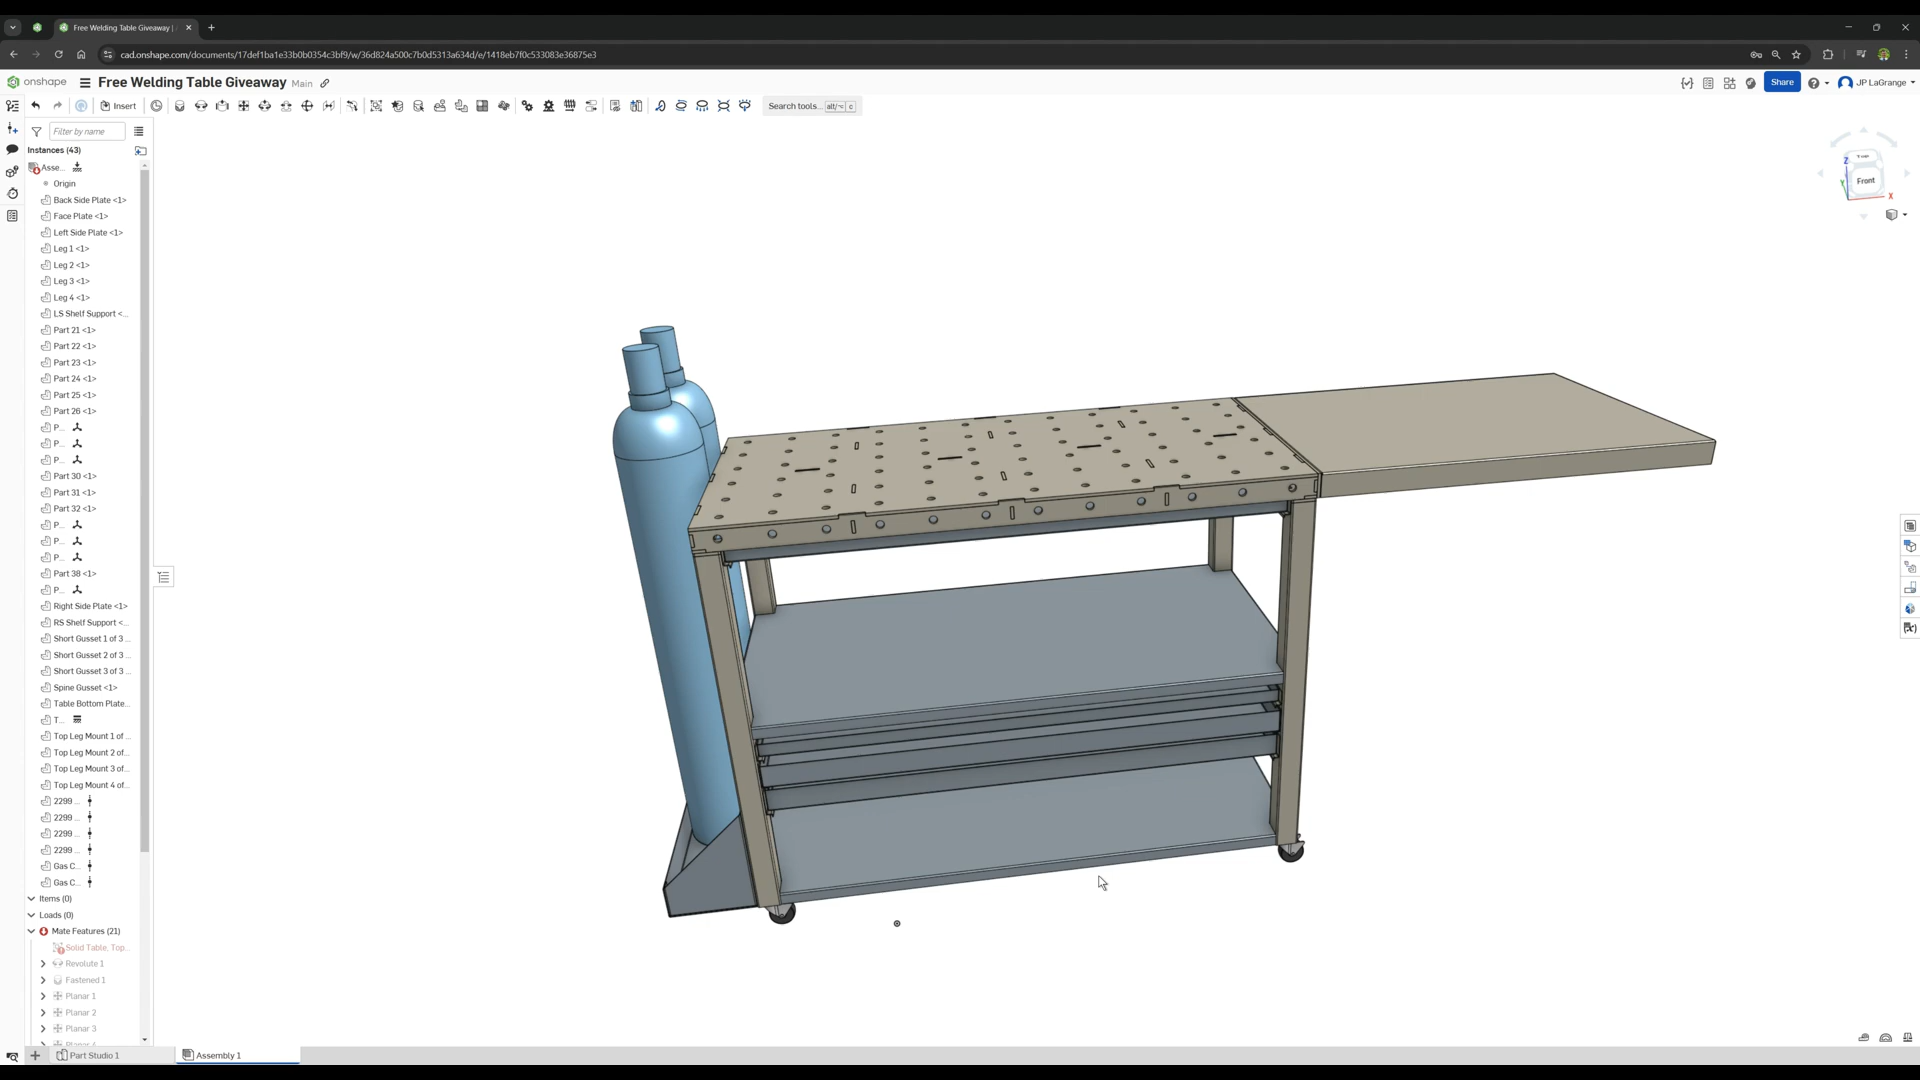 Free Welding Table Giveaway |
cad.onshape.com/documents/17def1ba1e33b0b0354c3bf9/w/36d824a500c7b0d5313a634d/e/1418eb7f0c533083e36875e3
onshape
Free Welding Table Giveaway Main
Share
JP LaGrange
Insert
Search tools... alt/⌥ c
Filter by name
Instances (43)
Asse...
Origin
Back Side Plate <1>
Face Plate <1>
Left Side Plate <1>
Leg 1 <1>
Leg 2 <1>
Leg 3 <1>
Leg 4 <1>
LS Shelf Support <...
Part 21 <1>
Part 22 <1>
Part 23 <1>
Part 24 <1>
Part 25 <1>
Part 26 <1>
P...
P...
P...
Part 30 <1>
Part 31 <1>
Part 32 <1>
P...
P...
P...
Part 38 <1>
P...
Right Side Plate <1>
RS Shelf Support <...
Short Gusset 1 of 3 ...
Short Gusset 2 of 3 ...
Short Gusset 3 of 3 ...
Spine Gusset <1>
Table Bottom Plate...
T...
Top Leg Mount 1 of ...
Top Leg Mount 2 of...
Top Leg Mount 3 of...
Top Leg Mount 4 of...
2299 ...
2299 ...
2299 ...
2299 ...
Gas C...
Gas C...
Items (0)
Loads (0)
Mate Features (21)
Solid Table, Top...
Revolute 1
Fastened 1
Planar 1
Planar 2
Planar 3
Part Studio 1
Assembly 1
Z
Front
Y
X